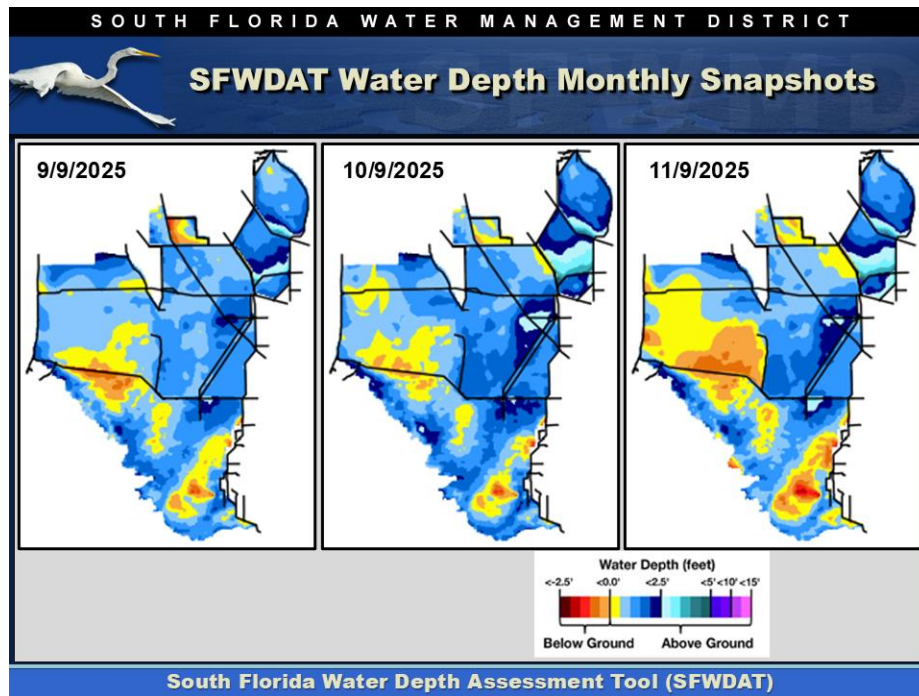 SOUTH FLORIDA WATER MANAGEMENT DISTRICT
SFWMD
SFWDAT Water Depth Monthly Snapshots
9/9/2025
10/9/2025
11/9/2025
Water Depth (feet)
<-2.5' <0.0' <2.5' <5' <10' <15'
Below Ground Above Ground
South Florida Water Depth Assessment Tool (SFWDAT)